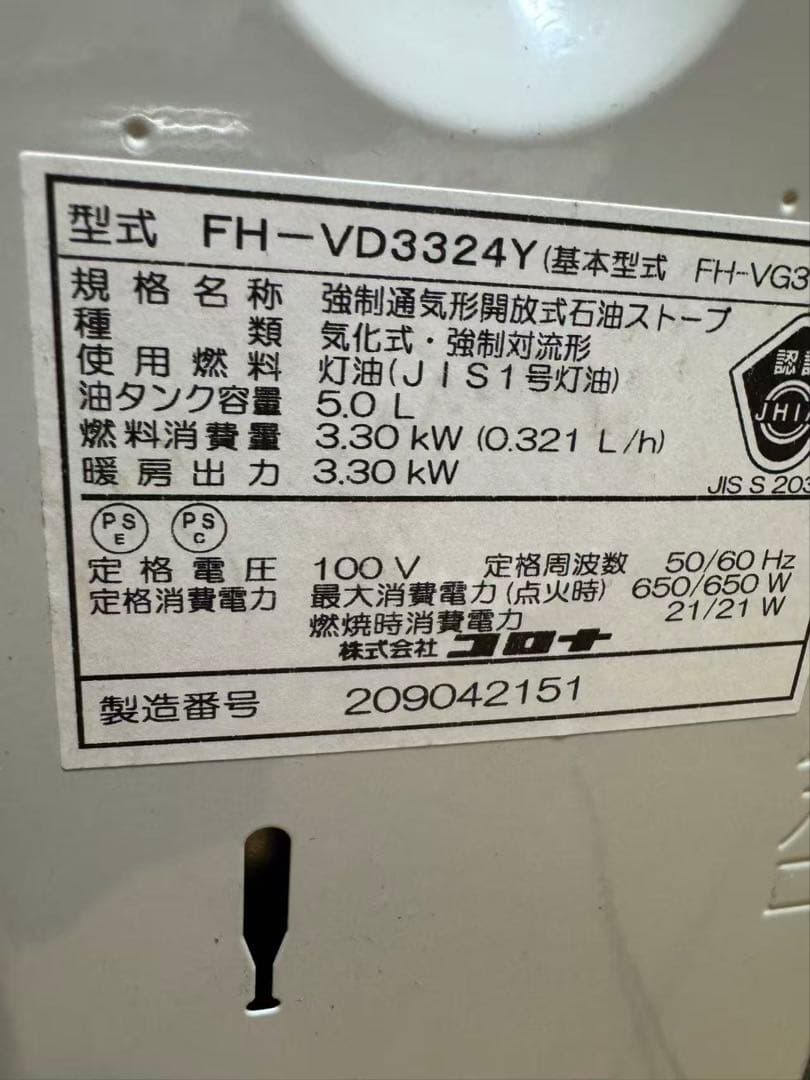 型式 FH-VD3324Y(基本型式 FH-VG3
規格名称 強制通気形開放式石油ストーブ
種類 気化式・強制対流形
使用燃料 灯油(JIS1号灯油)
油タンク容量 5.0 L
燃料消費量 3.30 kW (0.321 L/h)
暖房出力 3.30 kW
認
JHIA
JIS S 203
PS E PS C
定格電圧 100 V 定格周波数 50/60 Hz
定格消費電力 最大消費電力(点火時) 650/650 W
燃焼時消費電力 21/21 W
株式会社 コロナ
製造番号 209042151